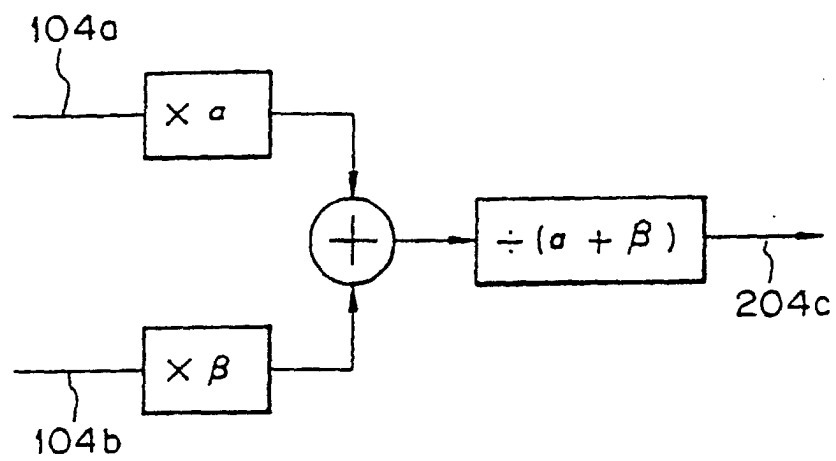 104a
× α
+
÷ (α + β)
204c
× β
104b